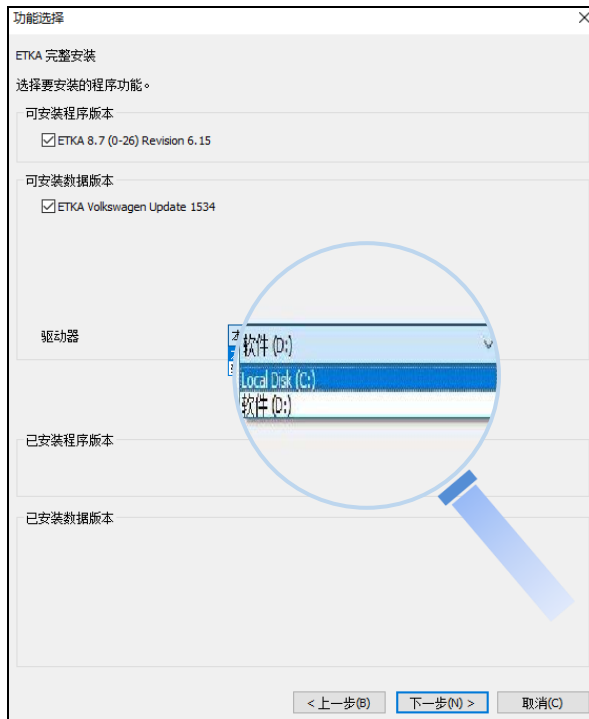 功能选择
ETKA 完整安装
选择要安装的程序功能。
可安装程序版本
ETKA 8.7 (0-26) Revision 6.15
可安装数据版本
ETKA Volkswagen Update 1534
驱动器
软件 (D:)
Local Disk (C:)
软件 (D:)
已安装程序版本
已安装数据版本
< 上一步(B) 下一步(N) > 取消(C)